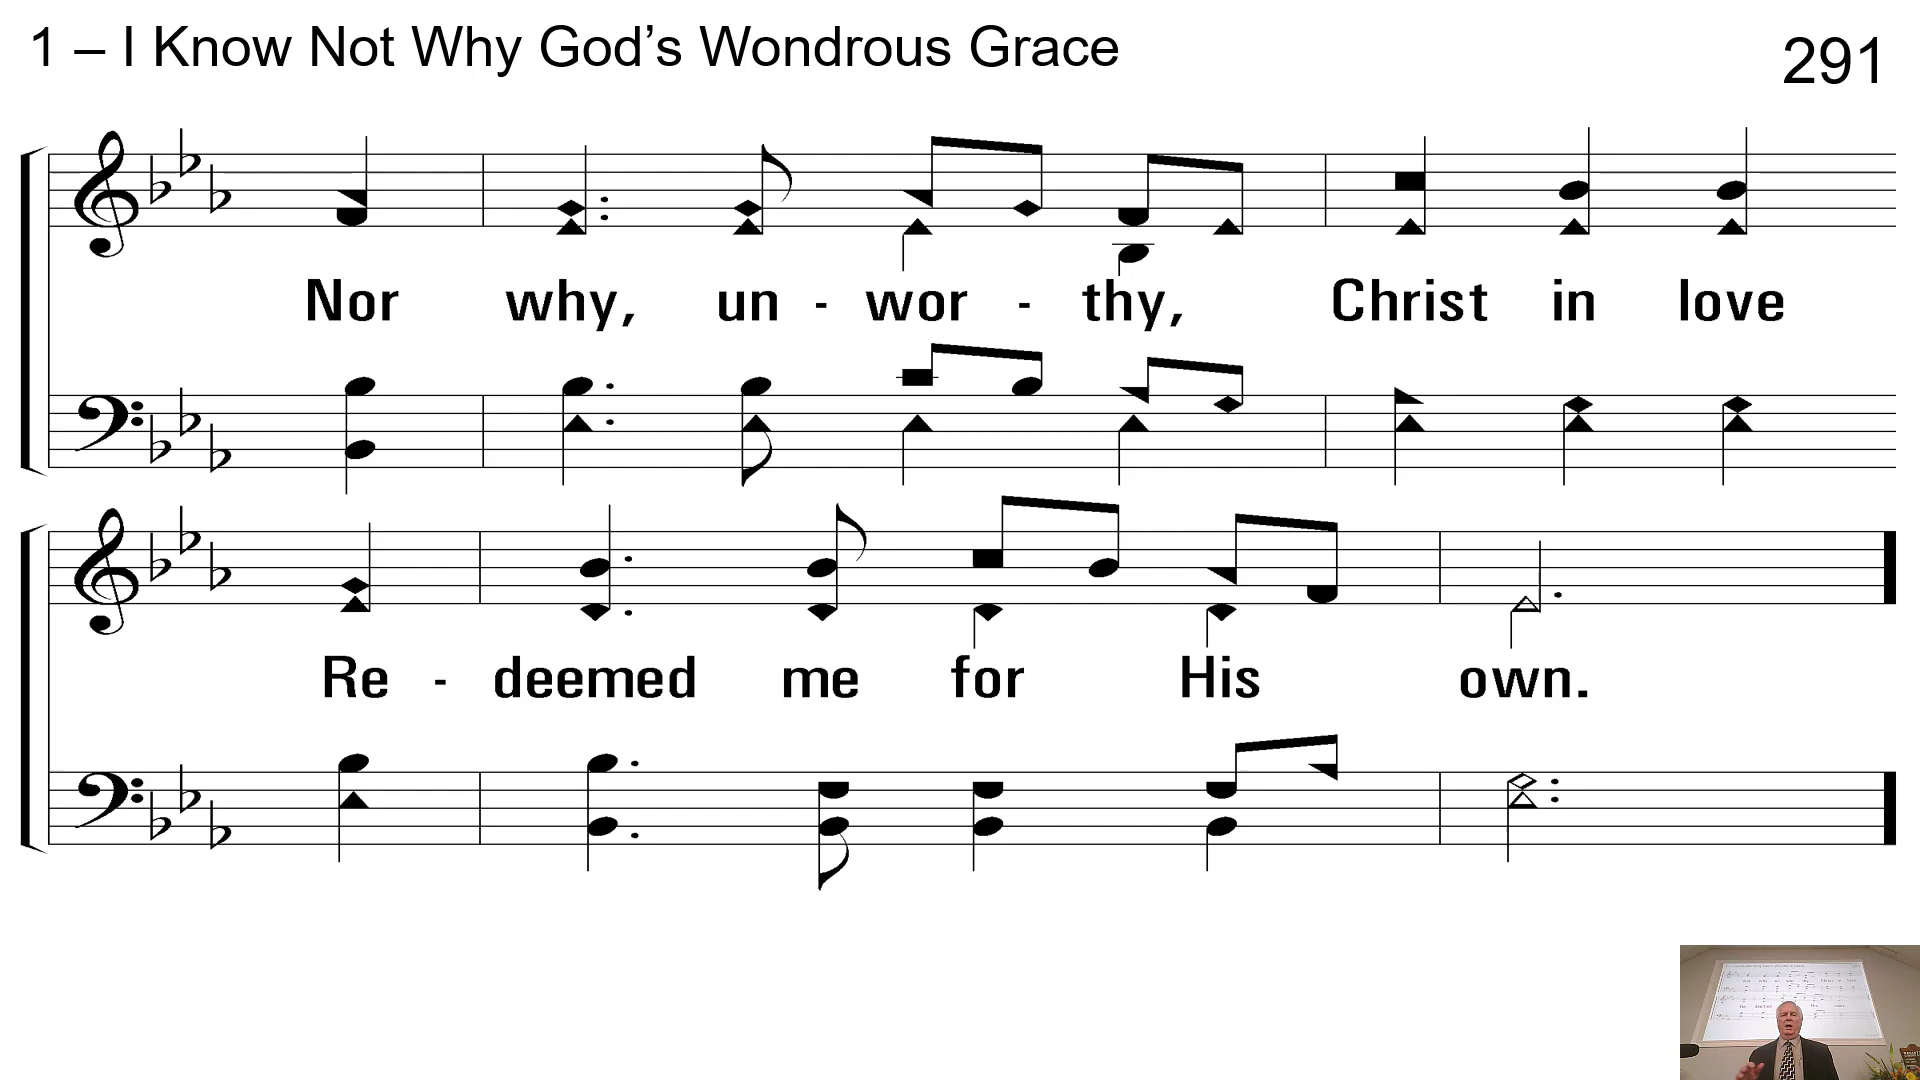 1 – I Know Not Why God’s Wondrous Grace
291
Nor why, un - wor - thy, Christ in love
Re - deemed me for His own.